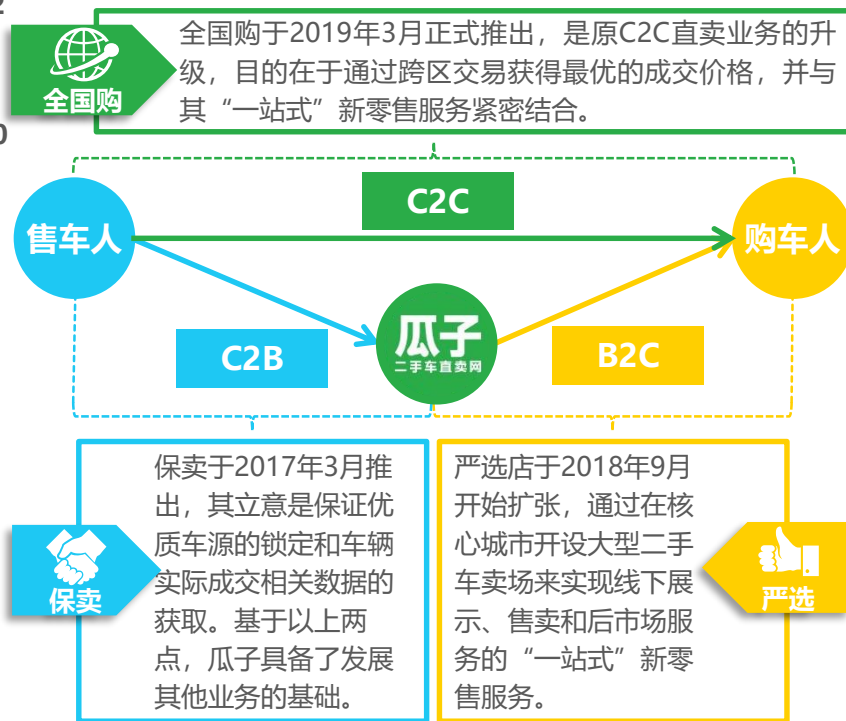 2
全国购于2019年3月正式推出，是原C2C直卖业务的升
级，目的在于通过跨区交易获得最优的成交价格，并与
其“一站式”新零售服务紧密结合。
全国购
0
C2C
售车人
购车人
瓜子
二手车直卖网
C2B
B2C
保卖于2017年3月推
出，其立意是保证优
质车源的锁定和车辆
实际成交相关数据的
获取。基于以上两
点，瓜子具备了发展
其他业务的基础。
保卖
严选店于2018年9月
开始扩张，通过在核
心城市开设大型二手
车卖场来实现线下展
示、售卖和后市场服
务的“一站式”新零
售服务。
严选